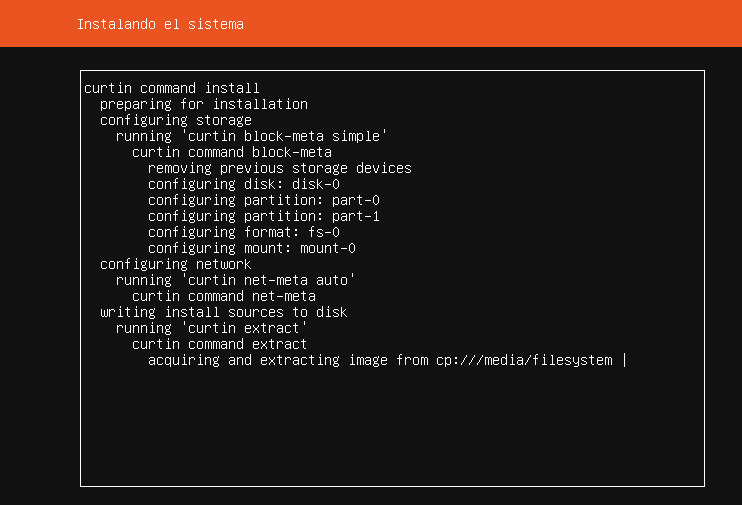 Instalando el sistema
curtin command install
preparing for installation
configuring storage
running 'curtin block-meta simple'
curtin command block-meta
removing previous storage devices
configuring disk: disk-0
configuring partition: part-0
configuring partition: part-1
configuring format: fs-0
configuring mount: mount-0
configuring network
running 'curtin net-meta auto'
curtin command net-meta
writing install sources to disk
running 'curtin extract'
curtin command extract
acquiring and extracting image from cp:///media/filesystem |